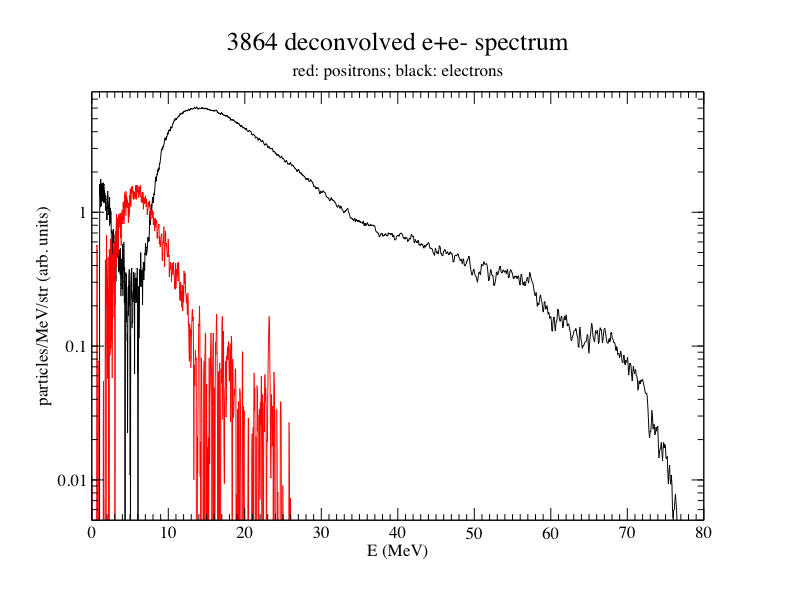 3864 deconvolved e+e- spectrum
red: positrons; black: electrons
particles/MeV/str (arb. units)
1
0.1
0.01
0 10 20 30 40 50 60 70 80
E (MeV)